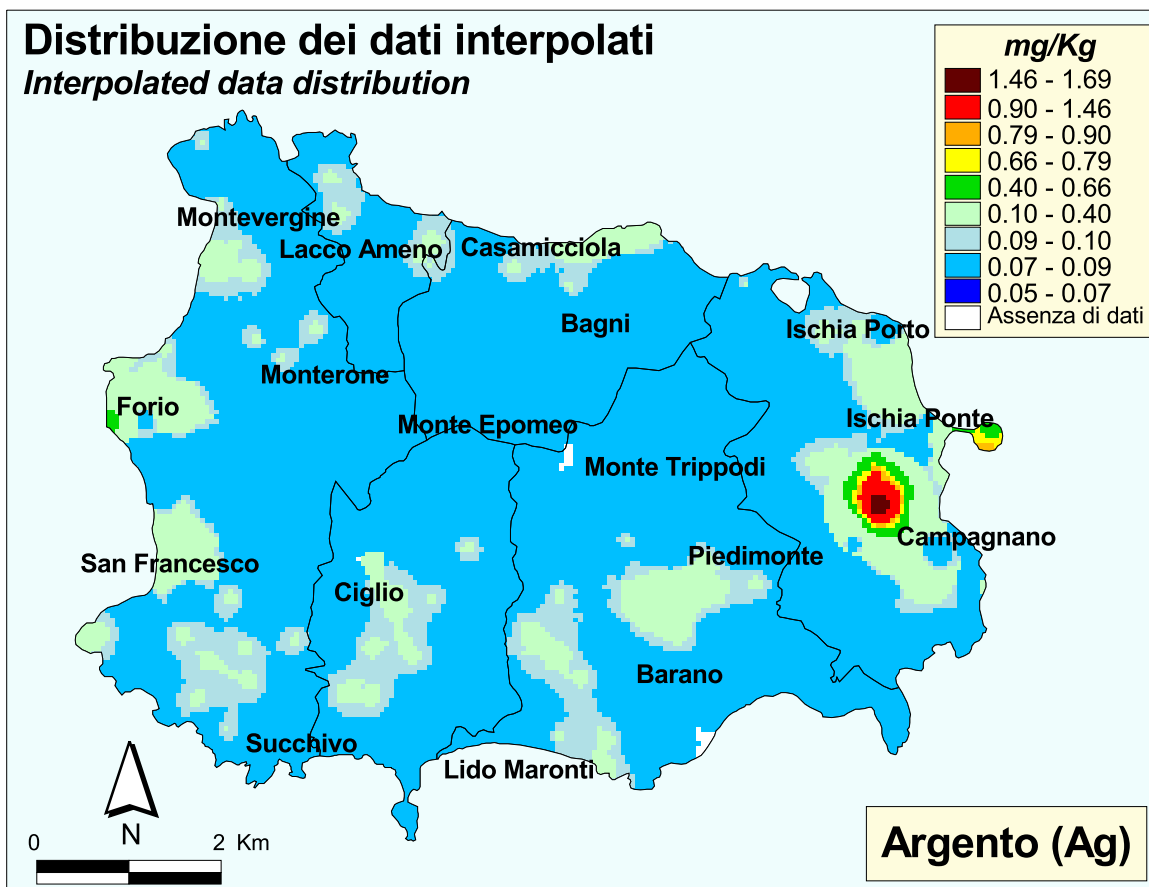 Distribuzione dei dati interpolati
Interpolated data distribution
mg/Kg
1.46 - 1.69
0.90 - 1.46
0.79 - 0.90
0.66 - 0.79
0.40 - 0.66
0.10 - 0.40
0.09 - 0.10
0.07 - 0.09
0.05 - 0.07
Assenza di dati
Montevergine
Lacco Ameno
Casamicciola
Bagni
Ischia Porto
Monterone
Forio
Monte Epomeo
Ischia Ponte
Monte Trippodi
Campagnano
San Francesco
Piedimonte
Ciglio
Barano
Succhivo
Lido Maronti
N
0 2 Km
Argento (Ag)